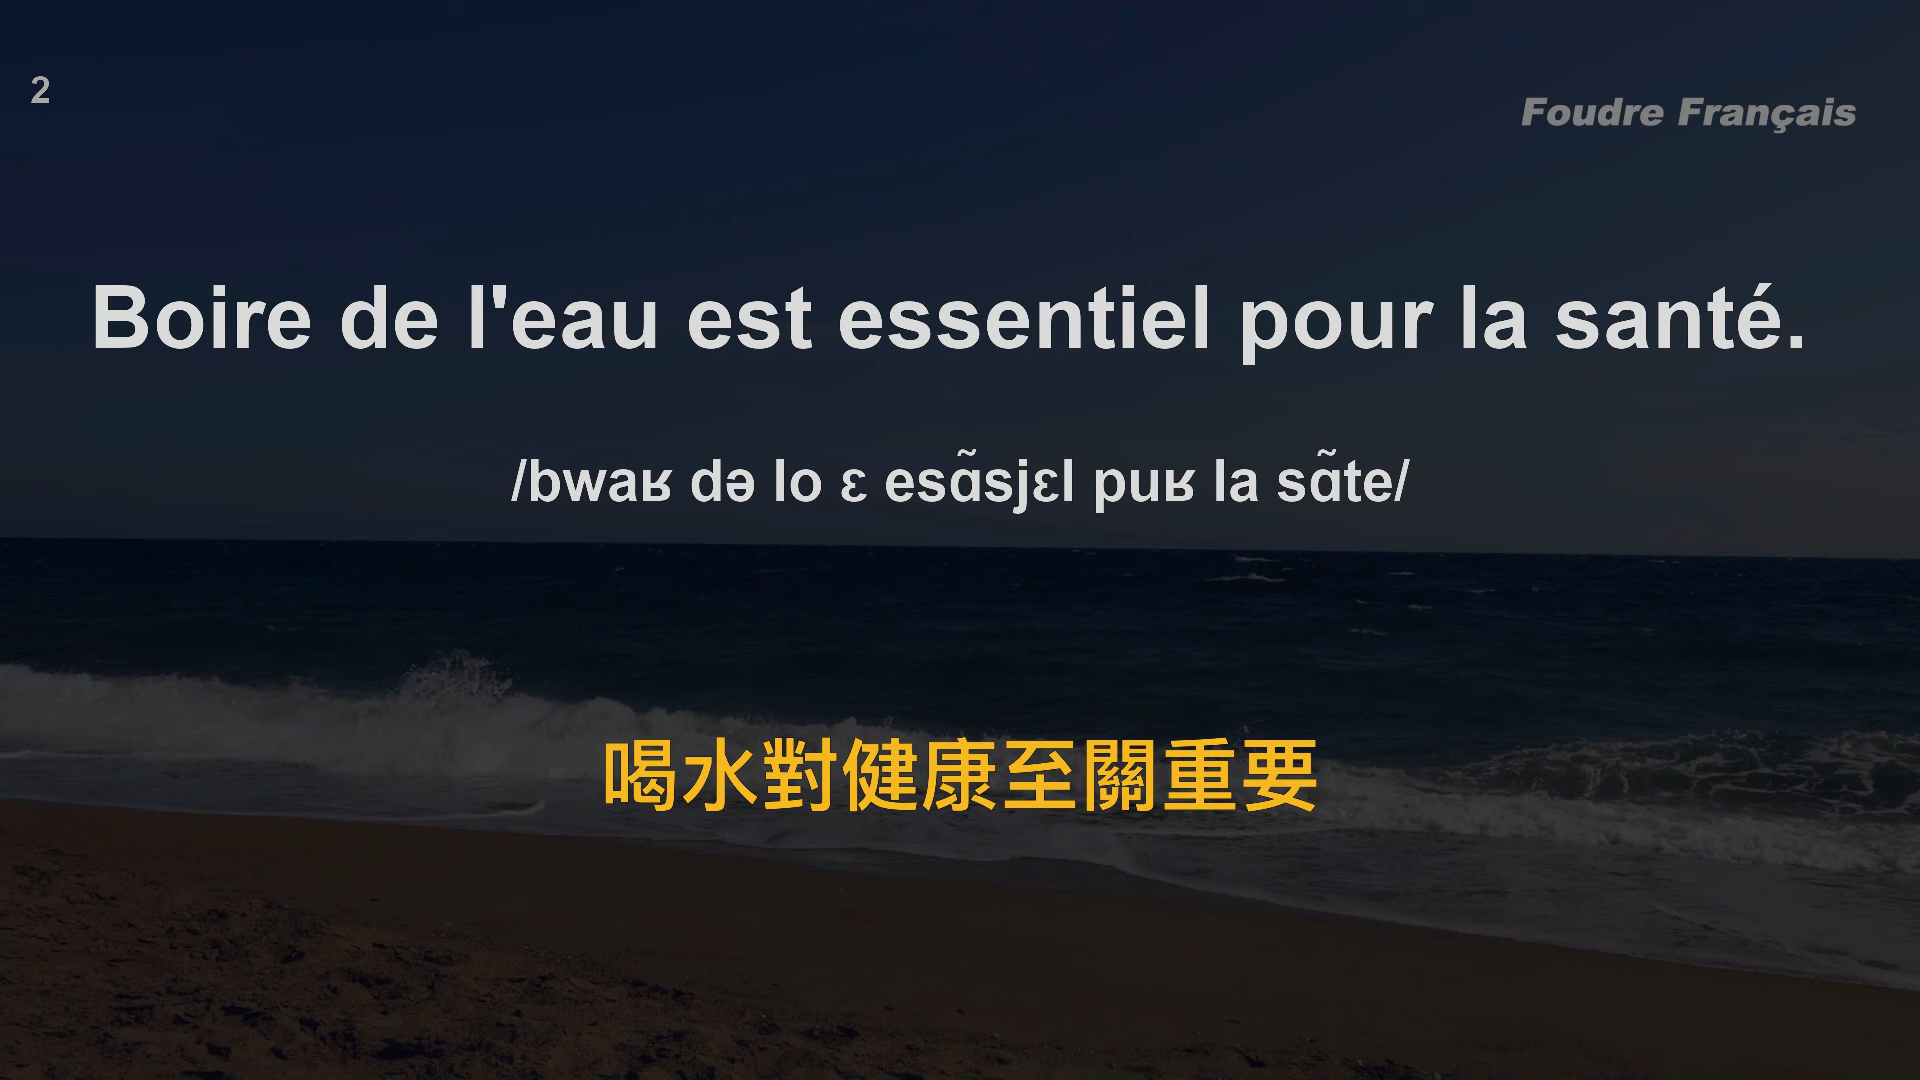 2
Foudre Français
Boire de l'eau est essentiel pour la santé.
/bwaʁ də lo ɛ esɑ̃sjɛl puʁ la sɑ̃te/
喝水對健康至關重要